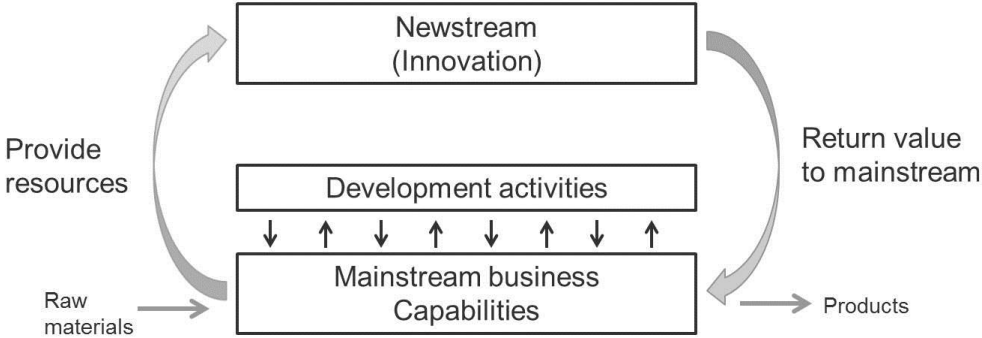 Newstream
(Innovation)
Provide
resources
Return value
to mainstream
Development activities
Mainstream business
Capabilities
Raw
materials
Products